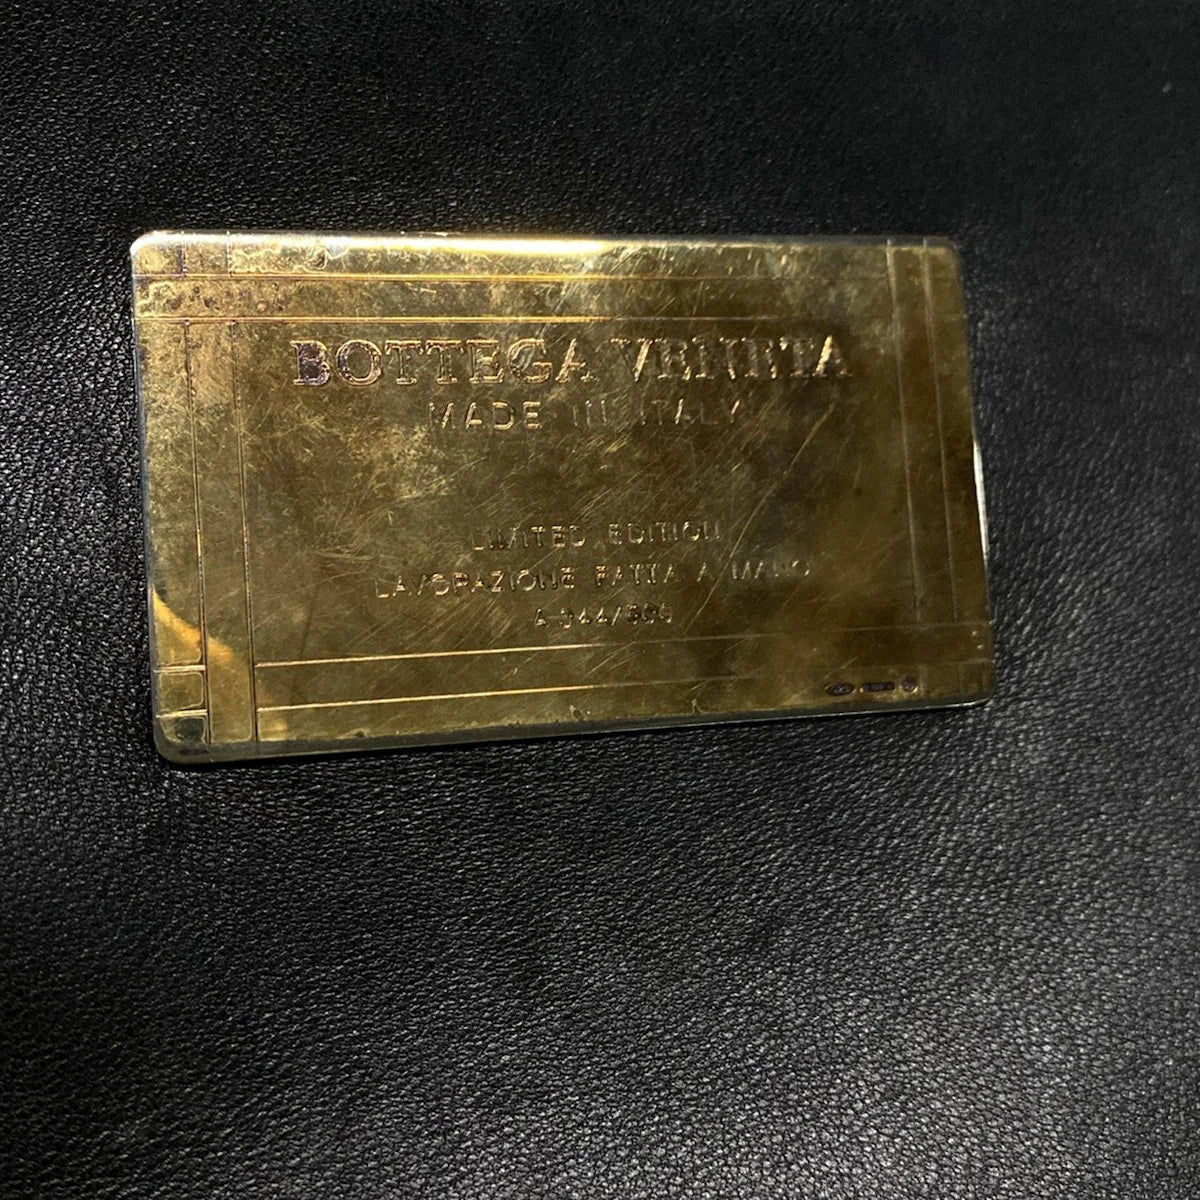 BOTTEGA VENETA
MADE IN ITALY
LIMITED EDITION
LAVORAZIONE FATTA A MANO